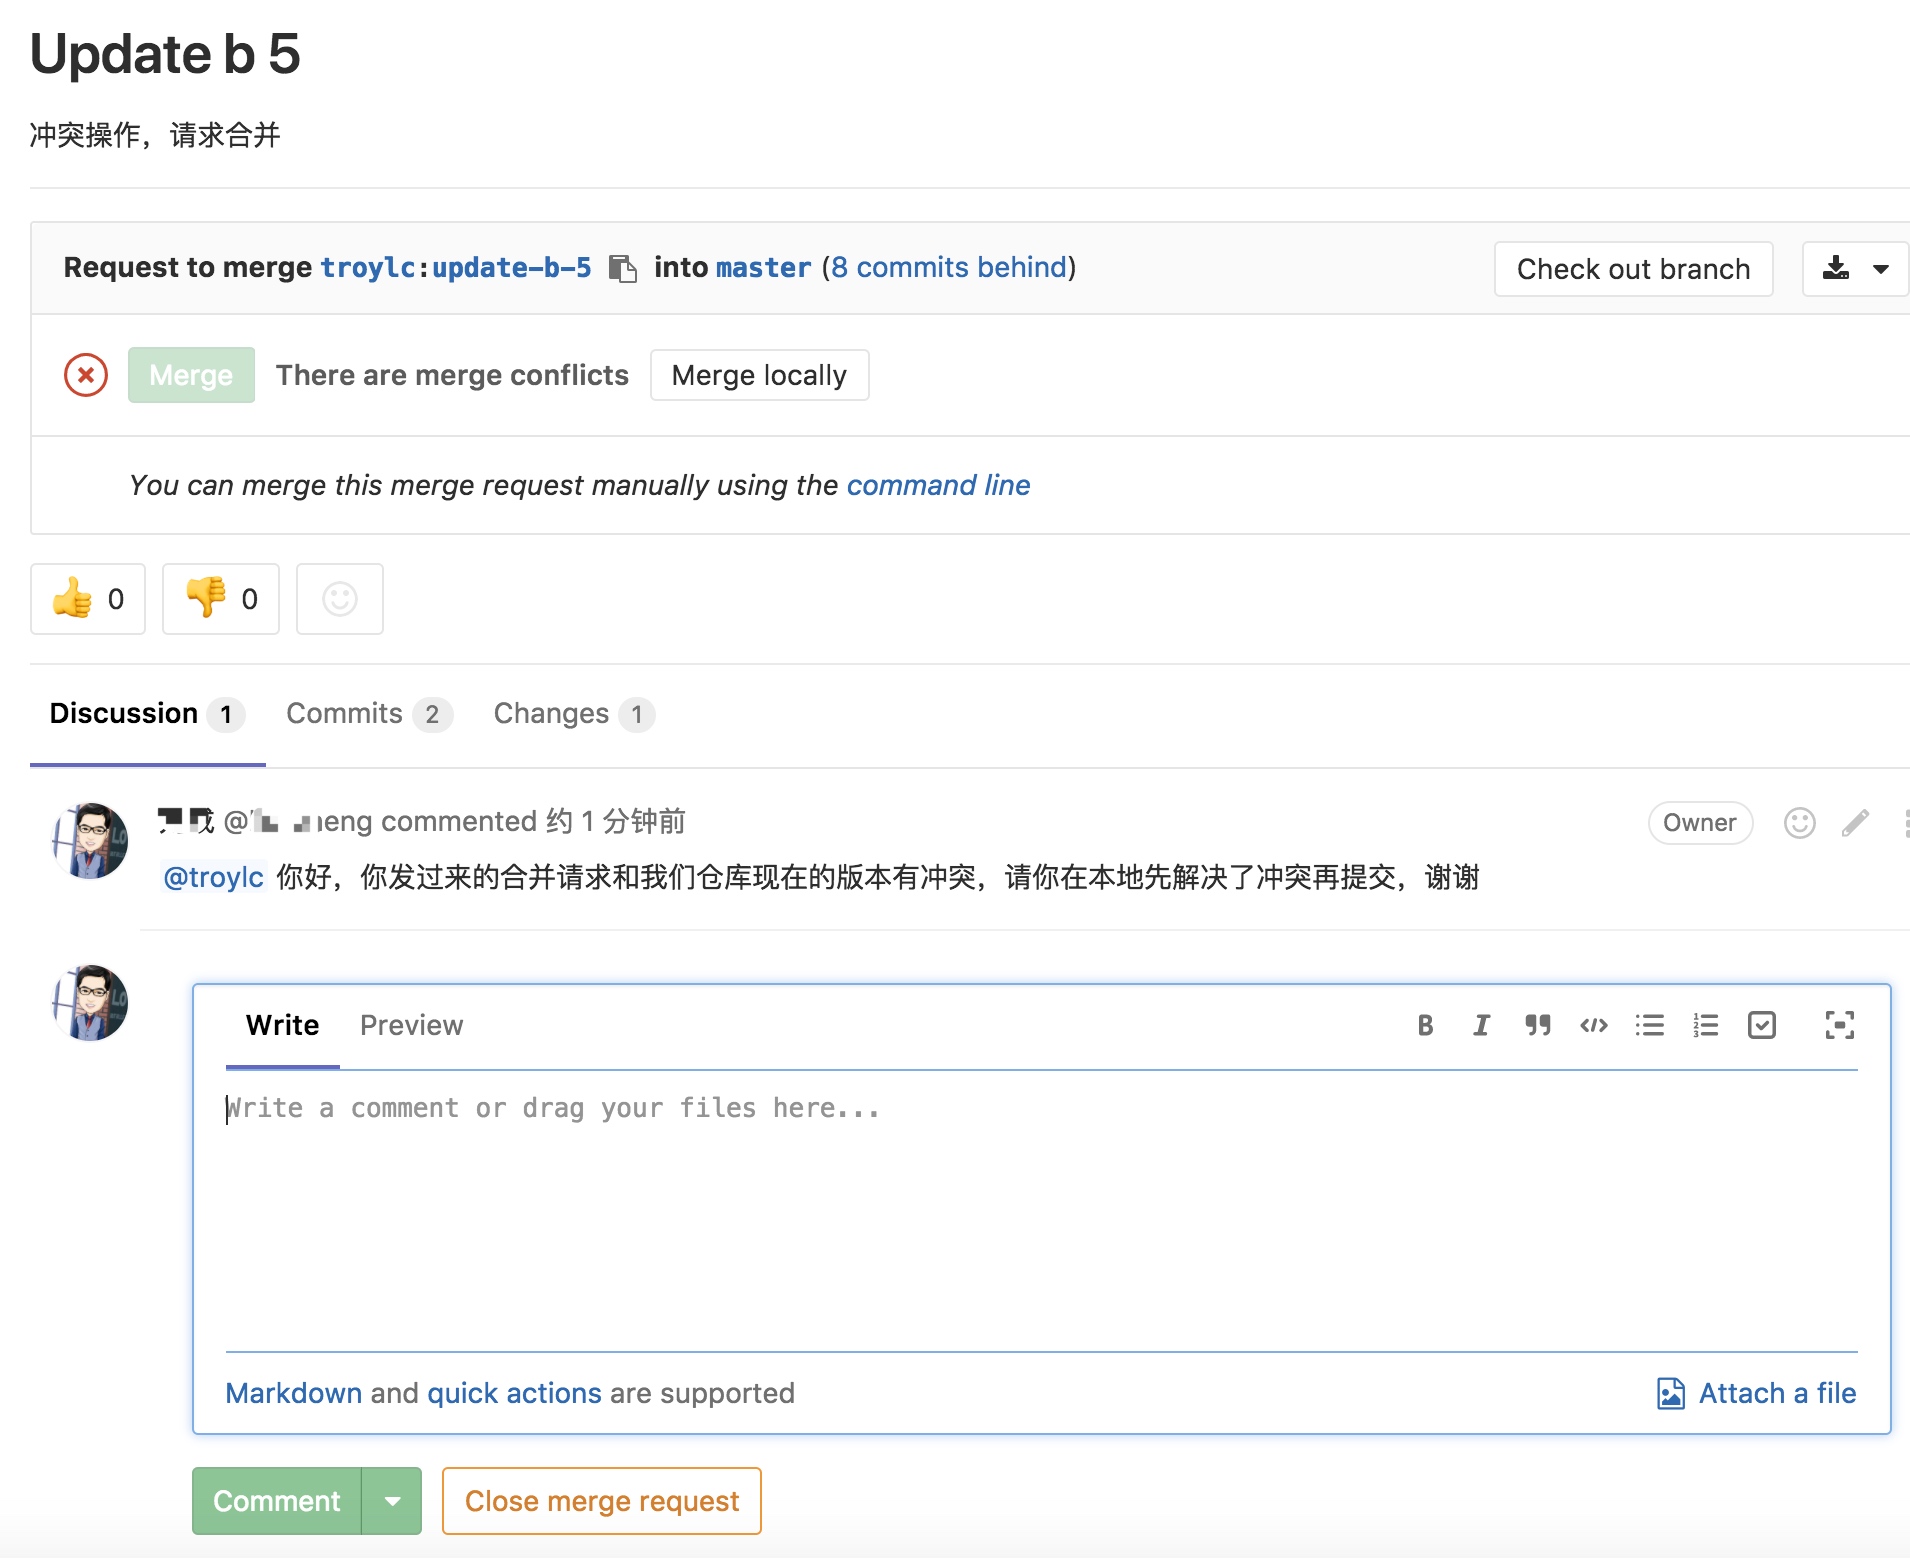 Update b 5
冲突操作，请求合并
Request to merge troylc:update-b-5 into master (8 commits behind)
Check out branch
Merge There are merge conflicts Merge locally
You can merge this merge request manually using the command line
0 0
Discussion 1 Commits 2 Changes 1
commented 约 1 分钟前
Owner
@troylc 你好，你发过来的合并请求和我们仓库现在的版本有冲突，请你在本地先解决了冲突再提交，谢谢
Write Preview
Write a comment or drag your files here...
Markdown and quick actions are supported
Attach a file
Comment Close merge request